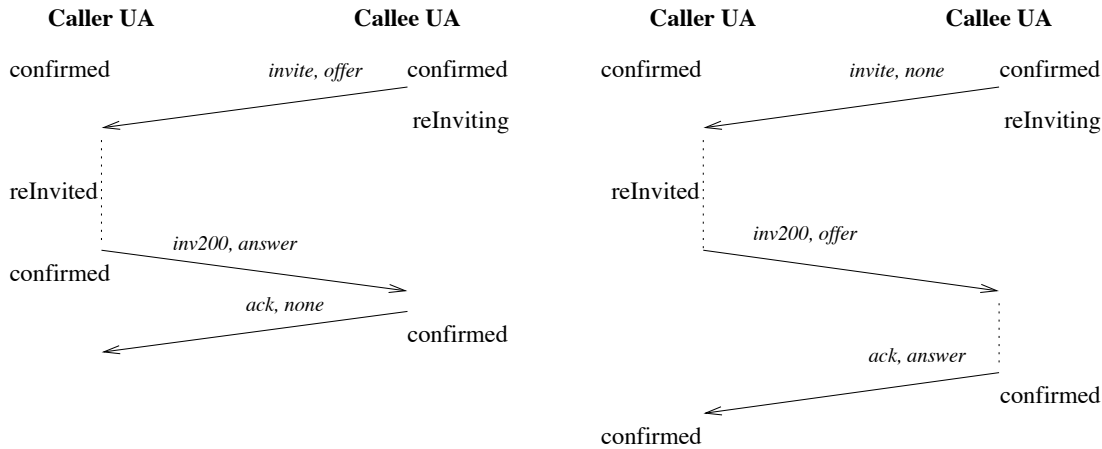 Caller UA Callee UA
confirmed invite, offer confirmed
reInviting
reInvited
inv200, answer
confirmed
ack, none
confirmed
Caller UA Callee UA
confirmed invite, none confirmed
reInviting
reInvited
inv200, offer
ack, answer
confirmed
confirmed